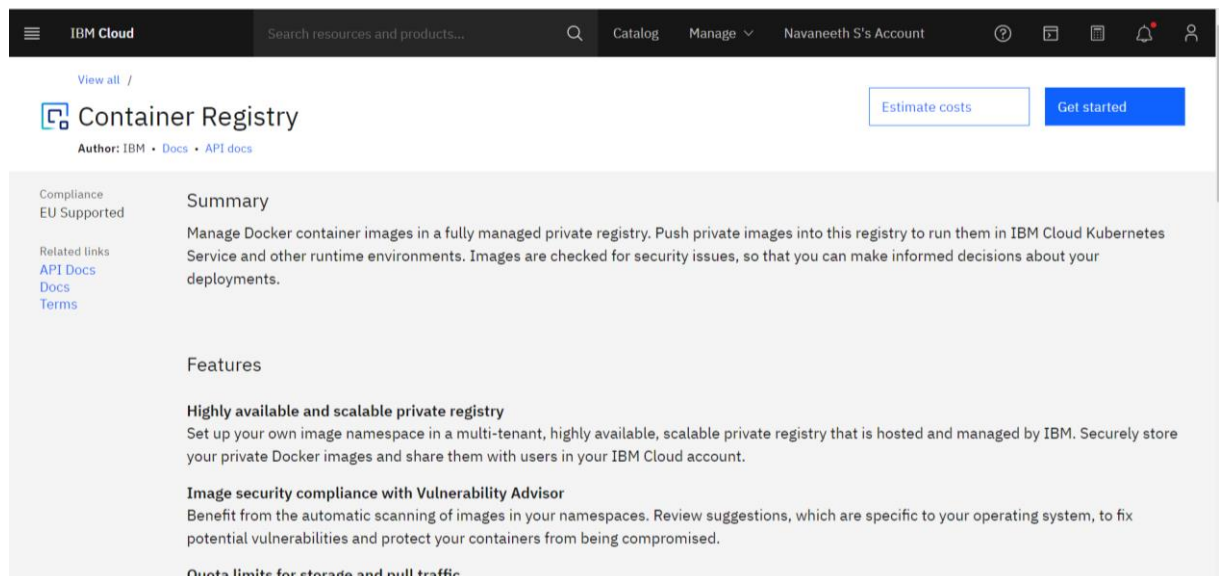 IBM Cloud
Search resources and products...
Catalog
Manage
Navaneeth S's Account
View all /
Container Registry
Author: IBM • Docs • API docs
Estimate costs
Get started
Compliance
EU Supported
Related links
API Docs
Docs
Terms
Summary
Manage Docker container images in a fully managed private registry. Push private images into this registry to run them in IBM Cloud Kubernetes
Service and other runtime environments. Images are checked for security issues, so that you can make informed decisions about your
deployments.
Features
Highly available and scalable private registry
Set up your own image namespace in a multi-tenant, highly available, scalable private registry that is hosted and managed by IBM. Securely store
your private Docker images and share them with users in your IBM Cloud account.
Image security compliance with Vulnerability Advisor
Benefit from the automatic scanning of images in your namespaces. Review suggestions, which are specific to your operating system, to fix
potential vulnerabilities and protect your containers from being compromised.
Quota limits for storage and pull traffic